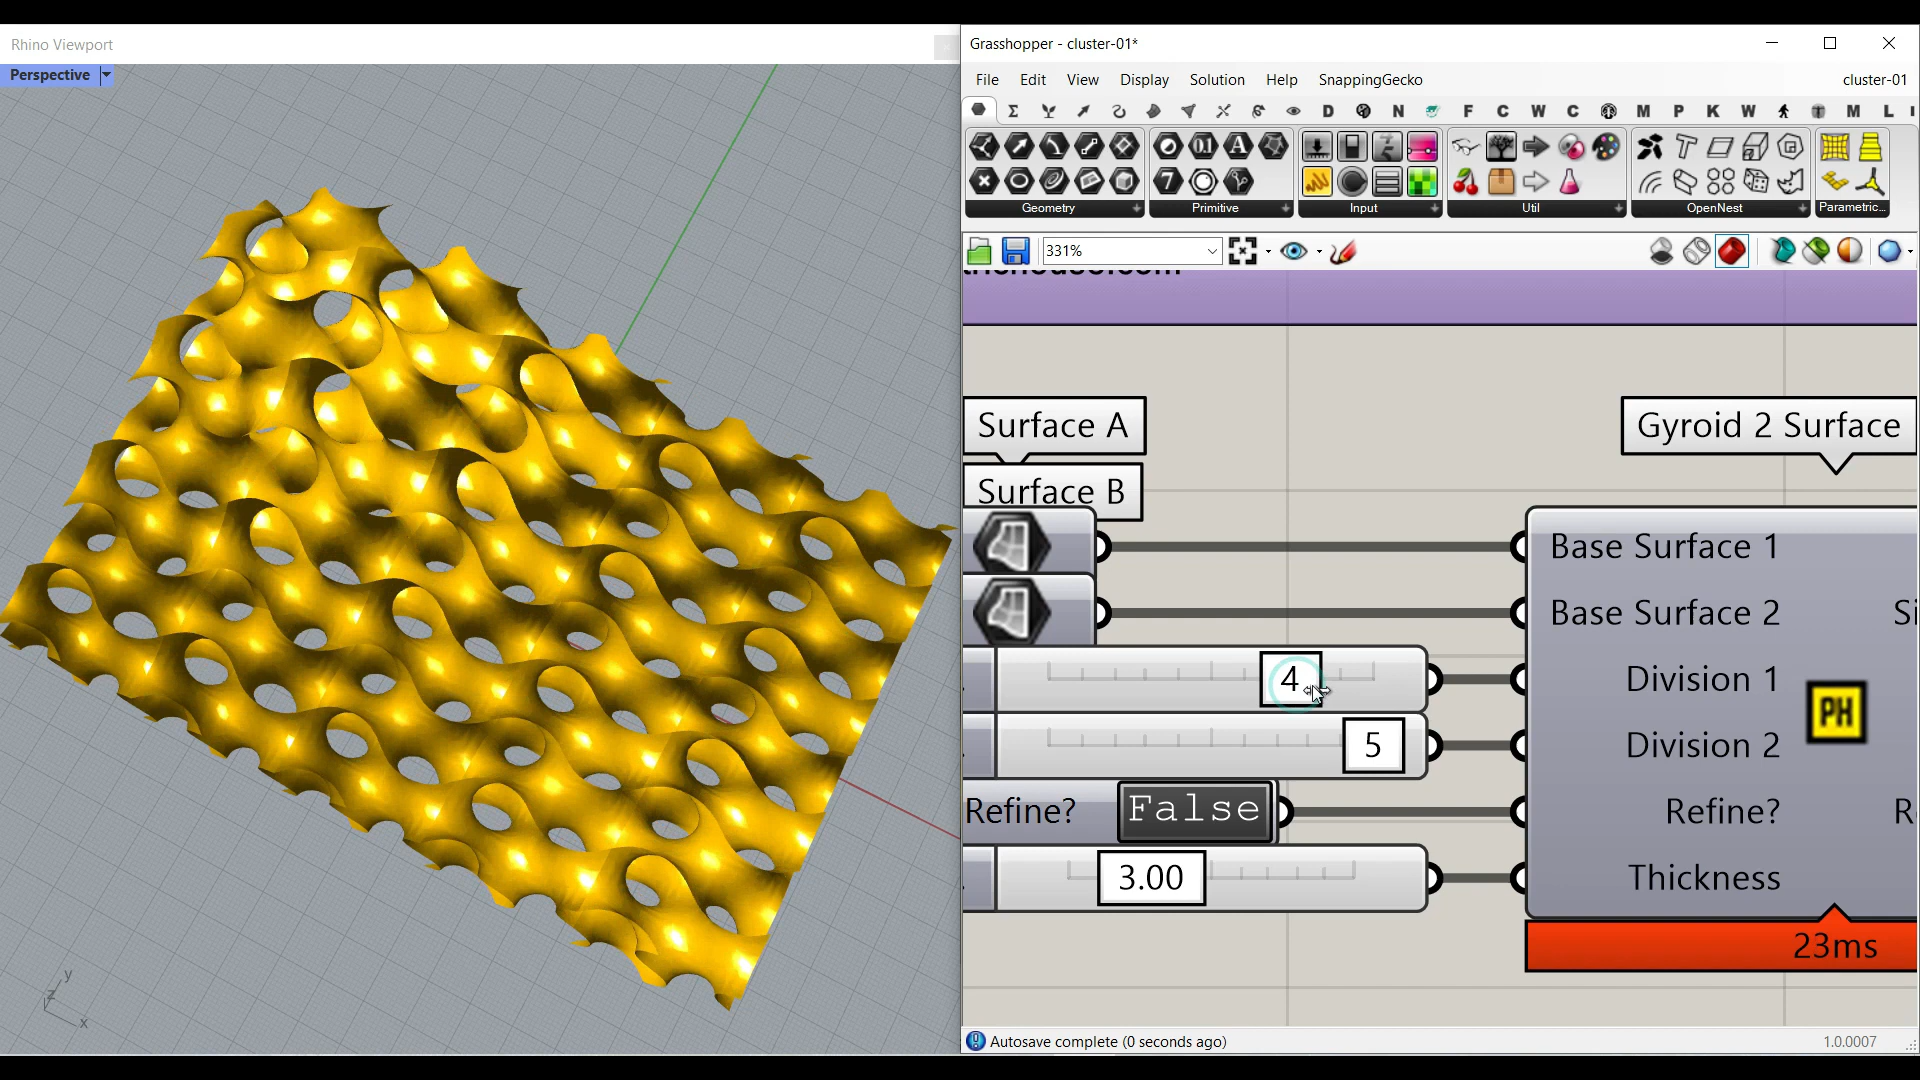 Rhino Viewport
Perspective
Grasshopper - cluster-01*
File Edit View Display Solution Help SnappingGecko cluster-01
Σ D N F C W C M P K W M L
Geometry Primitive Input Util OpenNest Parametric...
331%
Surface A
Surface B
Gyroid 2 Surface
Base Surface 1
Base Surface 2
4 Division 1
5 Division 2
PH
Refine? False Refine?
3.00 Thickness
23ms
y
z
x
Autosave complete (0 seconds ago) 1.0.0007